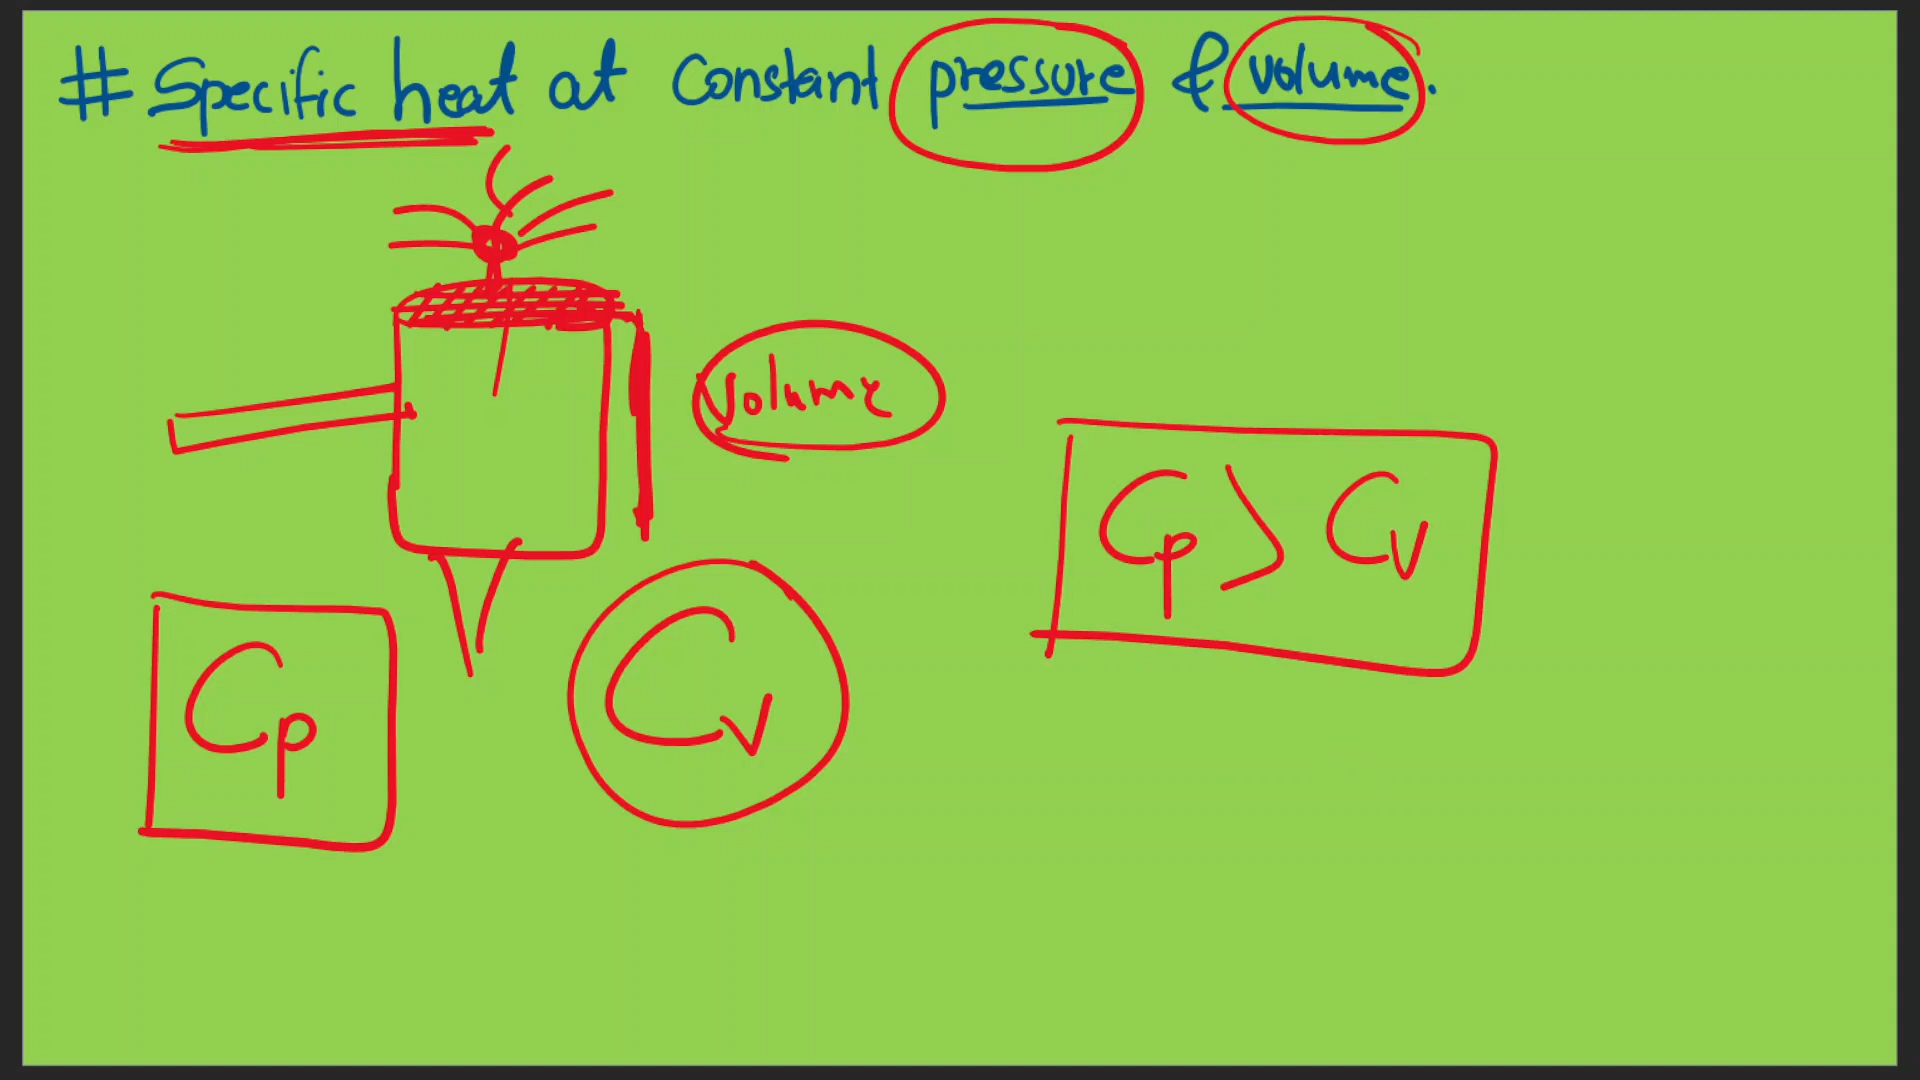 # Specific heat at Constant pressure & volume.
Volume
Cp > Cv
Cp
Cv